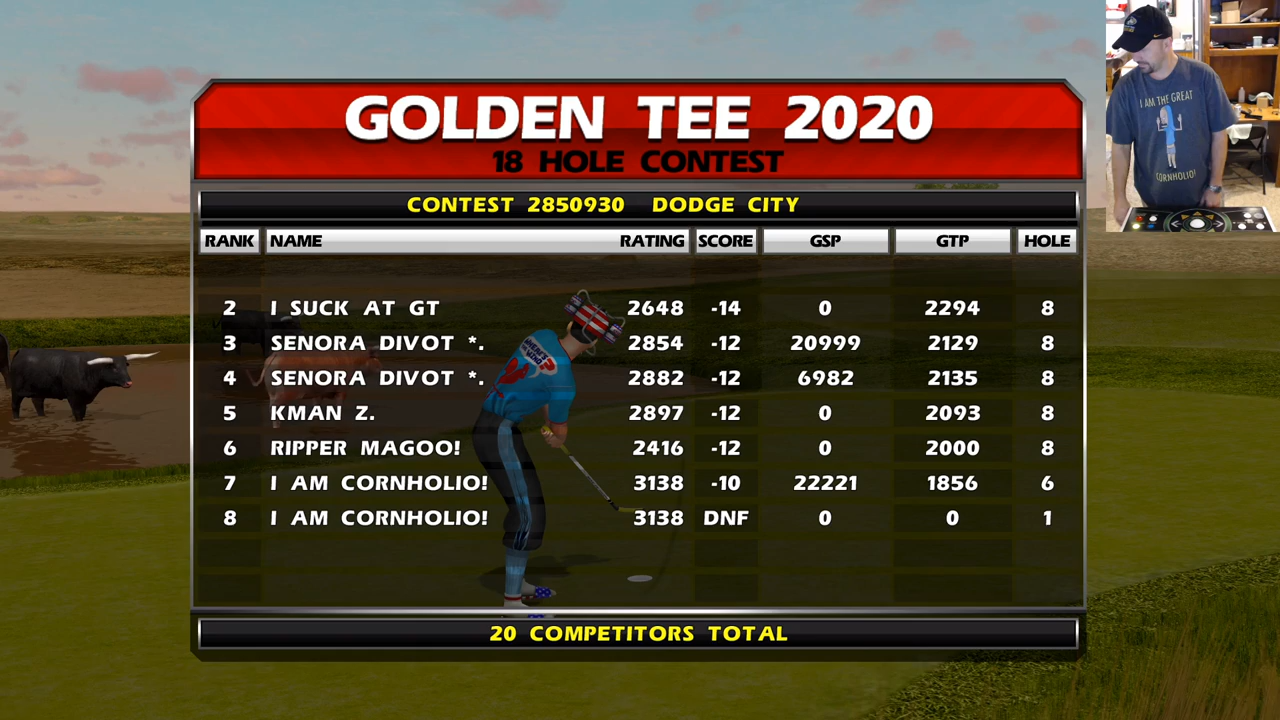 GOLDEN TEE 2020
18 HOLE CONTEST
CONTEST 2850930 DODGE CITY
RANK NAME RATING SCORE GSP GTP HOLE
2 I SUCK AT GT 2648 -14 0 2294 8
3 SENORA DIVOT *. 2854 -12 20999 2129 8
4 SENORA DIVOT *. 2882 -12 6982 2135 8
5 KMAN Z. 2897 -12 0 2093 8
6 RIPPER MAGOO! 2416 -12 0 2000 8
7 I AM CORNHOLIO! 3138 -10 22221 1856 6
8 I AM CORNHOLIO! 3138 DNF 0 0 1
20 COMPETITORS TOTAL
I AM THE GREAT
CORNHOLIO!